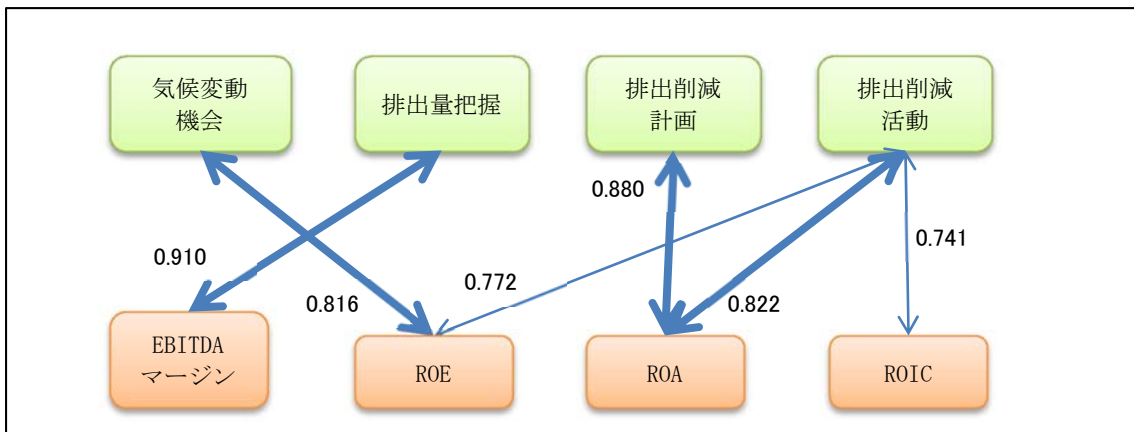 気候変動
機会
排出量把握
排出削減
計画
排出削減
活動
0.880
0.741
0.910
0.772
0.816
0.822
EBITDA
マージン
ROE
ROA
ROIC